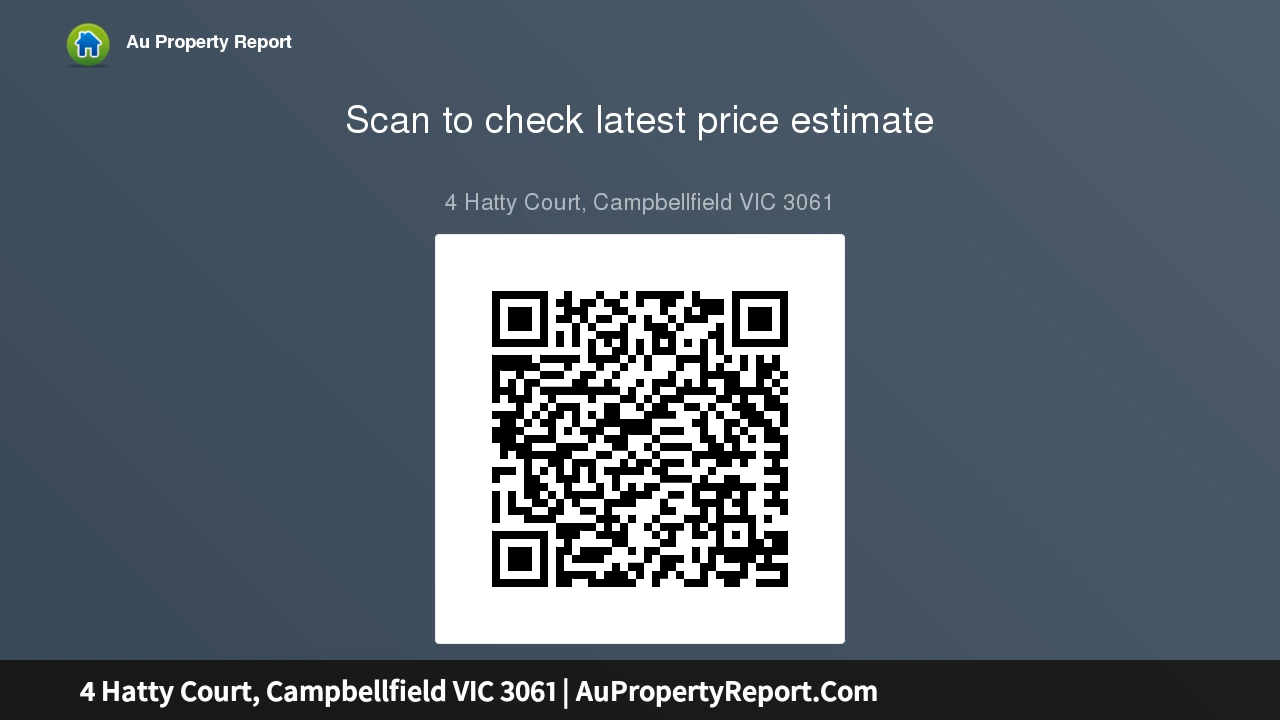 Au Property Report
Scan to check latest price estimate
4 Hatty Court, Campbellfield VIC 3061
4 Hatty Court, Campbellfield VIC 3061 | AuPropertyReport.Com